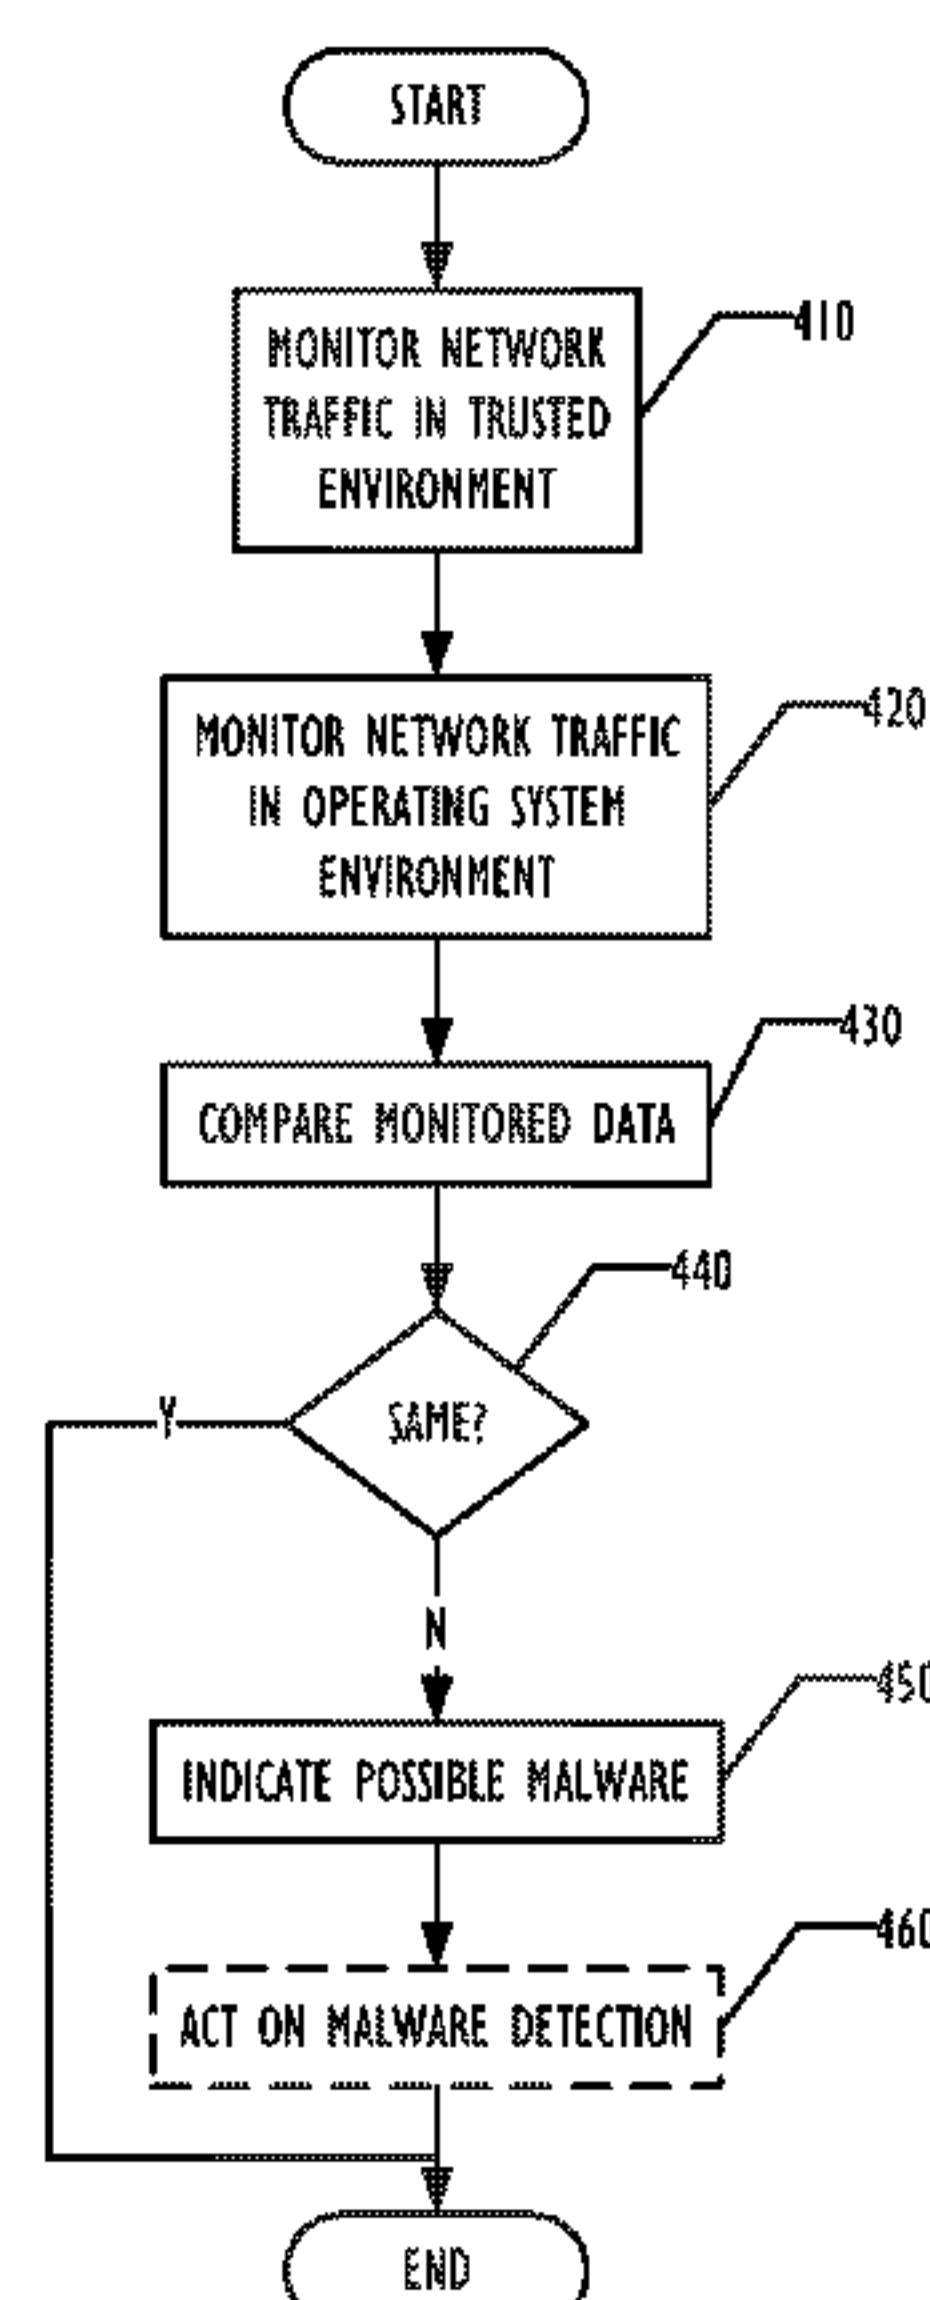 START
MONITOR NETWORK
TRAFFIC IN TRUSTED
ENVIRONMENT
410
MONITOR NETWORK TRAFFIC
IN OPERATING SYSTEM
ENVIRONMENT
420
COMPARE MONITORED DATA
430
440
SAME?
Y
N
450
INDICATE POSSIBLE MALWARE
460
ACT ON MALWARE DETECTION
END